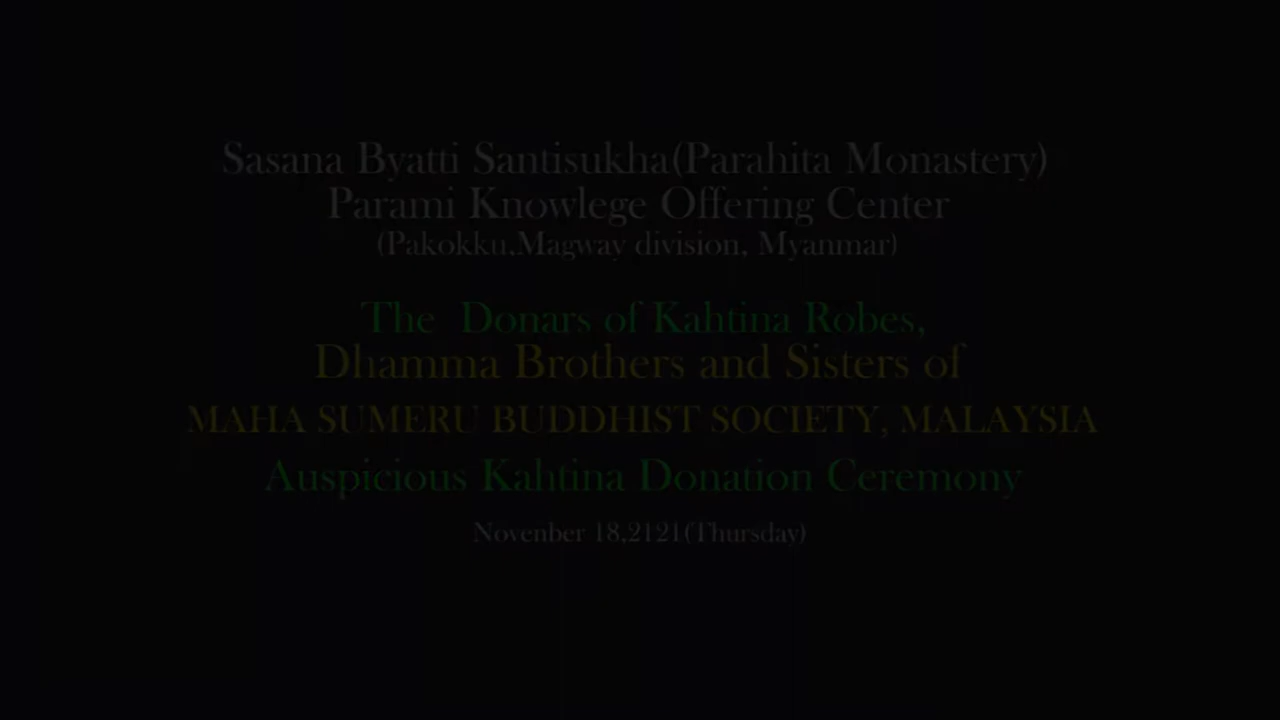 Sasana Byatti Santisukha(Parahita Monastery)
Parami Knowlege Offering Center
(Pakokku,Magway division, Myanmar)
The Donars of Kahtina Robes,
Dhamma Brothers and Sisters of
MAHA SUMERU BUDDHIST SOCIETY, MALAYSIA
Auspicious Kahtina Donation Ceremony
Novenber 18,2121(Thursday)